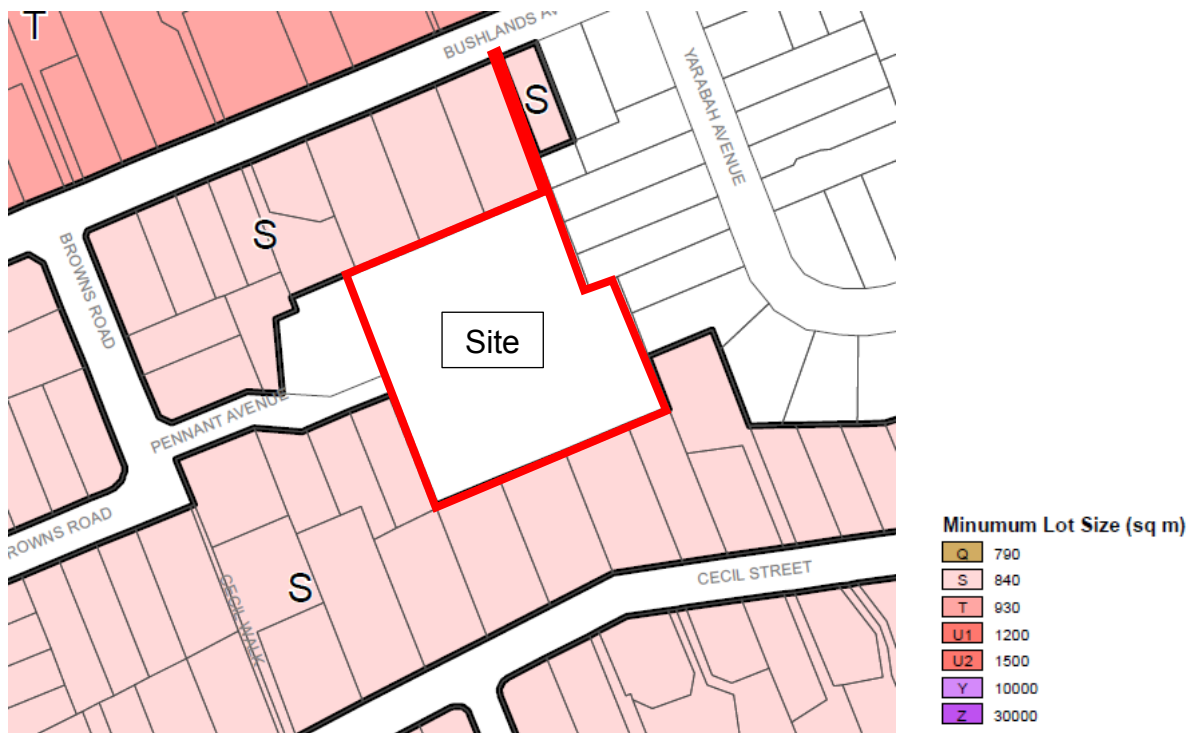 T
BUSHLANDS AV
S
YARABAH AVENUE
S
BROWNS ROAD
Site
PENNANT AVENUE
ROWNS ROAD
CECIL STREET
S
CECIL WALK
Minumum Lot Size (sq m)
Q 790
S 840
T 930
U1 1200
U2 1500
Y 10000
Z 30000